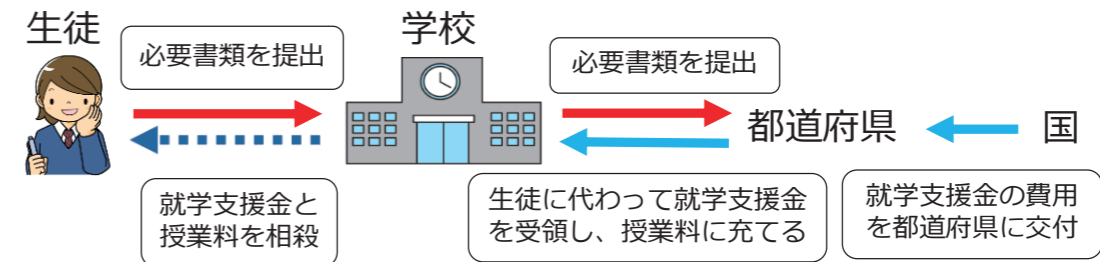 生徒
必要書類を提出
学校
必要書類を提出
都道府県
国
就学支援金と
授業料を相殺
生徒に代わって就学支援金
を受領し、授業料に充てる
就学支援金の費用
を都道府県に交付